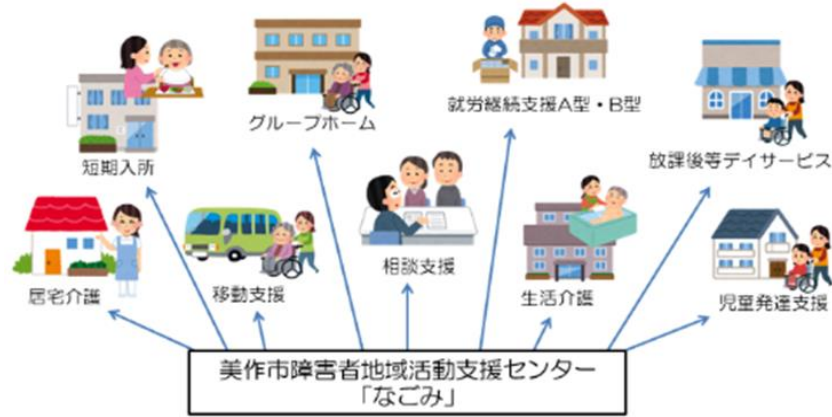 短期入所
グループホーム
就労継続支援A型・B型
放課後等デイサービス
居宅介護
移動支援
相談支援
生活介護
児童発達支援
美作市障害者地域活動支援センター
「なごみ」